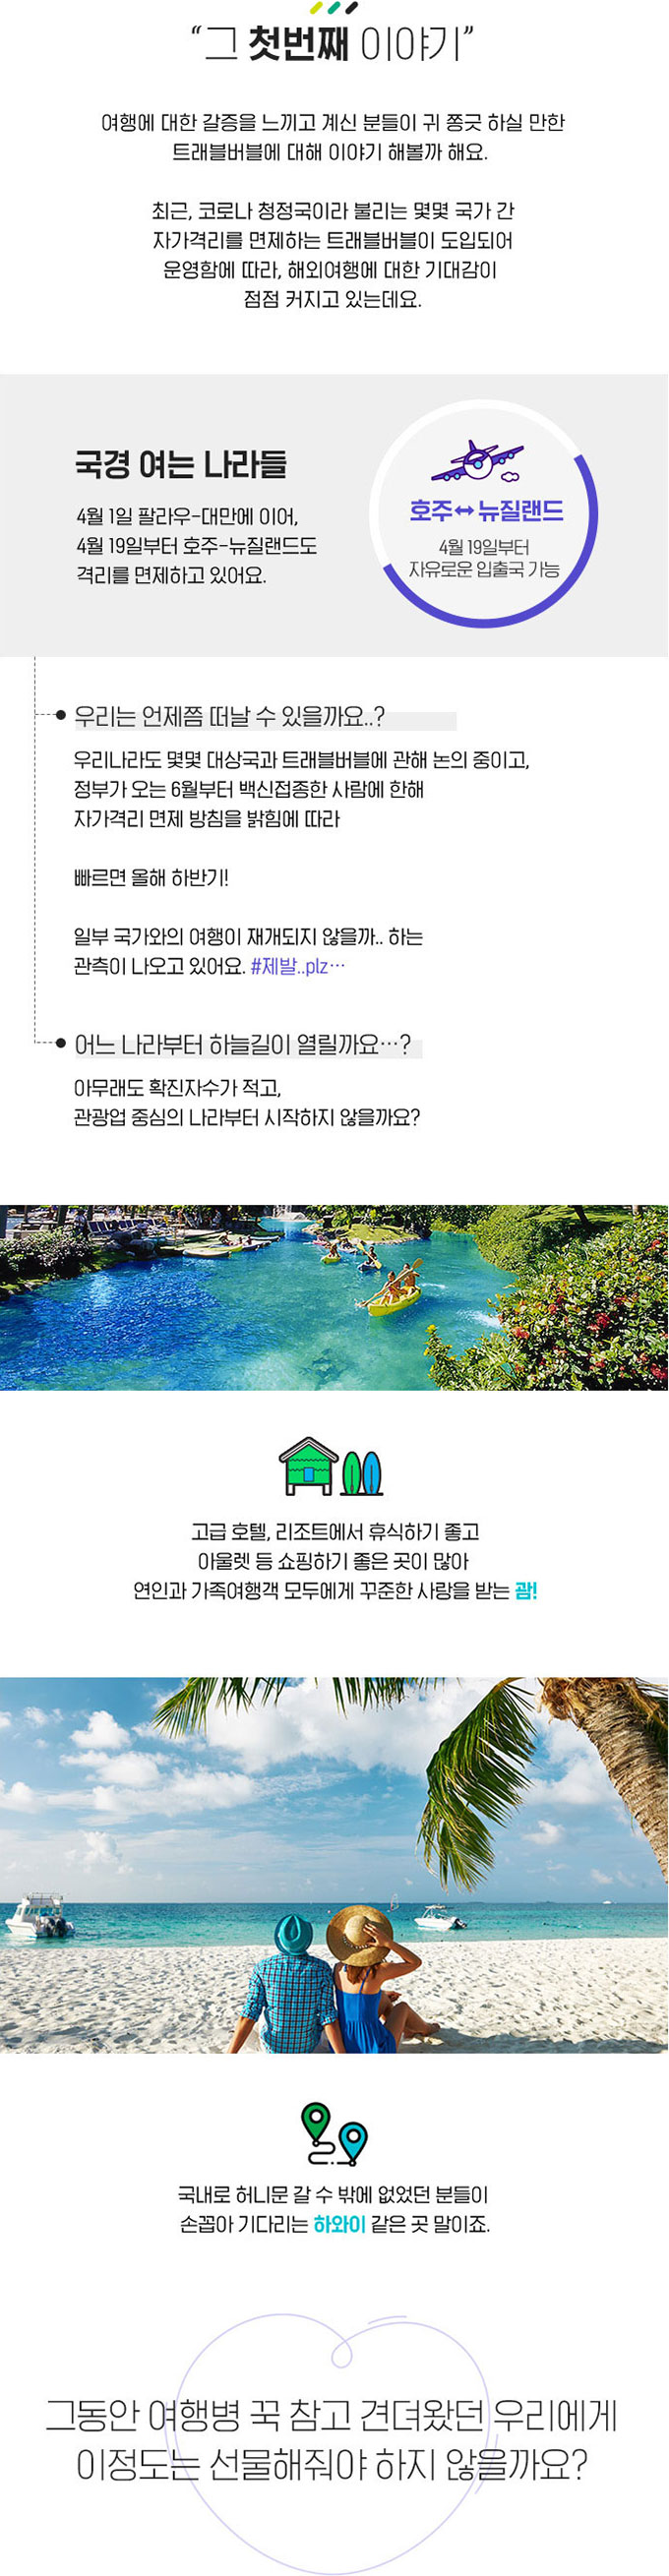 “그 첫번째 이야기”
여행에 대한 갈증을 느끼고 계신 분들이 귀 쫑긋 하실 만한
트래블버블에 대해 이야기 해볼까 해요.
최근, 코로나 청정국이라 불리는 몇몇 국가 간
자가격리를 면제하는 트래블버블이 도입되어
운영함에 따라, 해외여행에 대한 기대감이
점점 커지고 있는데요.
국경 여는 나라들
4월 1일 팔라우-대만에 이어,
4월 19일부터 호주-뉴질랜드도
격리를 면제하고 있어요.
호주↔뉴질랜드
4월 19일부터
자유로운 입출국 가능
우리는 언제쯤 떠날 수 있을까요..?
우리나라도 몇몇 대상국과 트래블버블에 관해 논의 중이고,
정부가 오는 6월부터 백신접종한 사람에 한해
자가격리 면제 방침을 밝힘에 따라
빠르면 올해 하반기!
일부 국가와의 여행이 재개되지 않을까.. 하는
관측이 나오고 있어요. #제발..plz…
어느 나라부터 하늘길이 열릴까요…?
아무래도 확진자수가 적고,
관광업 중심의 나라부터 시작하지 않을까요?
고급 호텔, 리조트에서 휴식하기 좋고
아울렛 등 쇼핑하기 좋은 곳이 많아
연인과 가족여행객 모두에게 꾸준한 사랑을 받는 괌!
국내로 허니문 갈 수 밖에 없었던 분들이
손꼽아 기다리는 하와이 같은 곳 말이죠.
그동안 여행병 꾹 참고 견뎌왔던 우리에게
이정도는 선물해줘야 하지 않을까요?